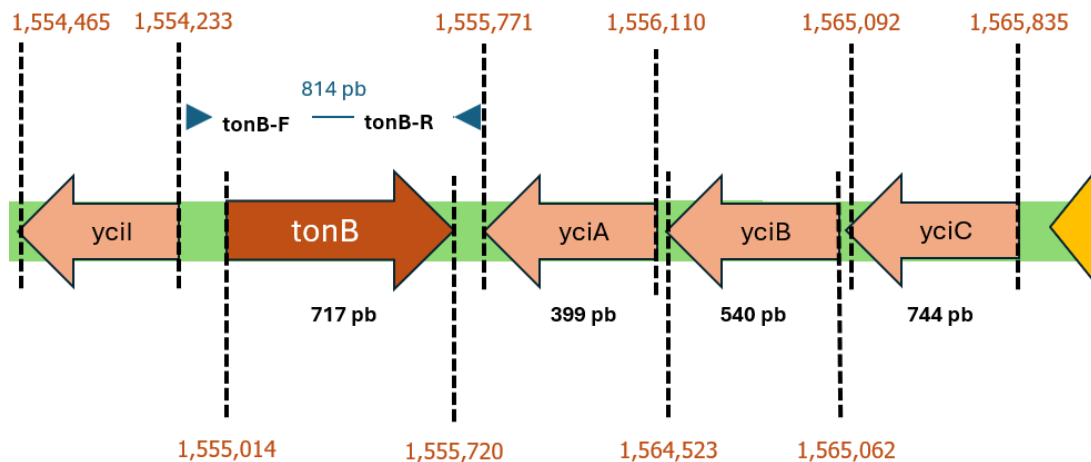 1,554,465 1,554,233 1,555,771 1,556,110 1,565,092 1,565,835
814 pb
tonB-F tonB-R
yciI tonB yciA yciB yciC
717 pb 399 pb 540 pb 744 pb
1,555,014 1,555,720 1,564,523 1,565,062